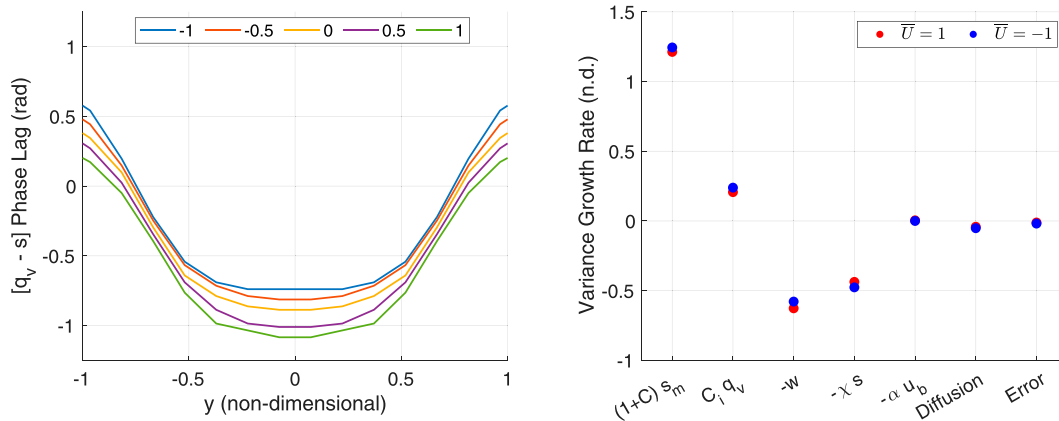 -1 -0.5 0 0.5 1
1
0.5
0
-0.5
-1
[q_v - s] Phase Lag (rad)
-1 -0.5 0 0.5 1
y (non-dimensional)
U̅ = 1 U̅ = -1
1.5
1
0.5
0
-0.5
-1
Variance Growth Rate (n.d.)
(1+C) s_m C_i q_v -w -χ s -α u_b Diffusion Error